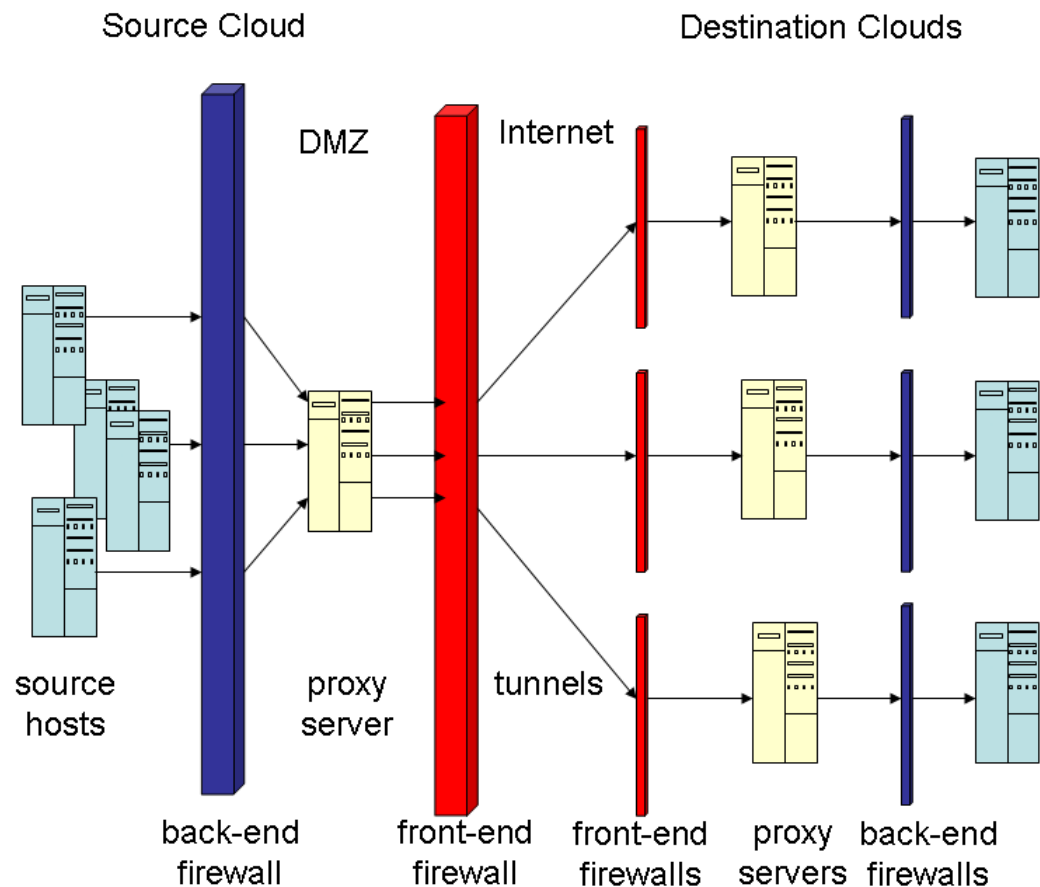 Source Cloud
Destination Clouds
DMZ
Internet
source
hosts
proxy
server
tunnels
back-end
firewall
front-end
firewall
front-end
firewalls
proxy
servers
back-end
firewalls